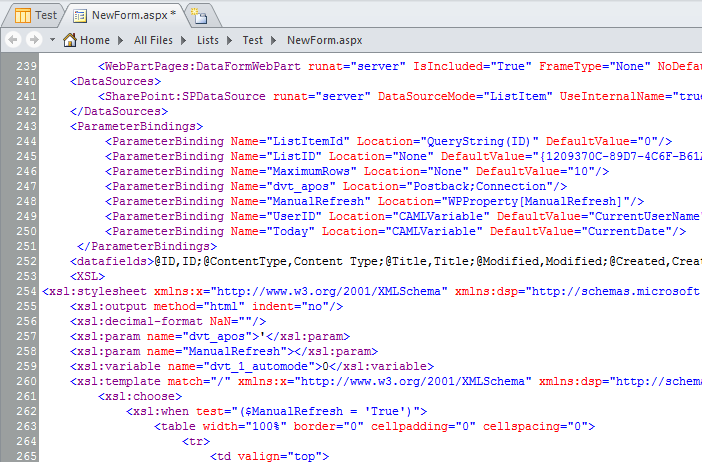 Test NewForm.aspx *
Home All Files Lists Test NewForm.aspx
239 <WebPartPages:DataFormWebPart runat="server" IsIncluded="True" FrameType="None" NoDefa
240 <DataSources>
241 <SharePoint:SPDataSource runat="server" DataSourceMode="ListItem" UseInternalName="true
242 </DataSources>
243 <ParameterBindings>
244 <ParameterBinding Name="ListItemId" Location="QueryString(ID)" DefaultValue="0"/>
245 <ParameterBinding Name="ListID" Location="None" DefaultValue="{1209370C-89D7-4C6F-B61
246 <ParameterBinding Name="MaximumRows" Location="None" DefaultValue="10"/>
247 <ParameterBinding Name="dvt_apos" Location="Postback;Connection"/>
248 <ParameterBinding Name="ManualRefresh" Location="WPProperty[ManualRefresh]"/>
249 <ParameterBinding Name="UserID" Location="CAMLVariable" DefaultValue="CurrentUserName"
250 <ParameterBinding Name="Today" Location="CAMLVariable" DefaultValue="CurrentDate"/>
251 </ParameterBindings>
252 <datafields>@ID,ID;@ContentType,Content Type;@Title,Title;@Modified,Modified;@Created,Crea
253 <XSL>
254 <xsl:stylesheet xmlns:x="http://www.w3.org/2001/XMLSchema" xmlns:dsp="http://schemas.microsoft
255 <xsl:output method="html" indent="no"/>
256 <xsl:decimal-format NaN=""/>
257 <xsl:param name="dvt_apos">'</xsl:param>
258 <xsl:param name="ManualRefresh"></xsl:param>
259 <xsl:variable name="dvt_1_automode">0</xsl:variable>
260 <xsl:template match="/" xmlns:x="http://www.w3.org/2001/XMLSchema" xmlns:dsp="http://schema
261 <xsl:choose>
262 <xsl:when test="($ManualRefresh = 'True')">
263 <table width="100%" border="0" cellpadding="0" cellspacing="0">
264 <tr>
265 <td valign="top">